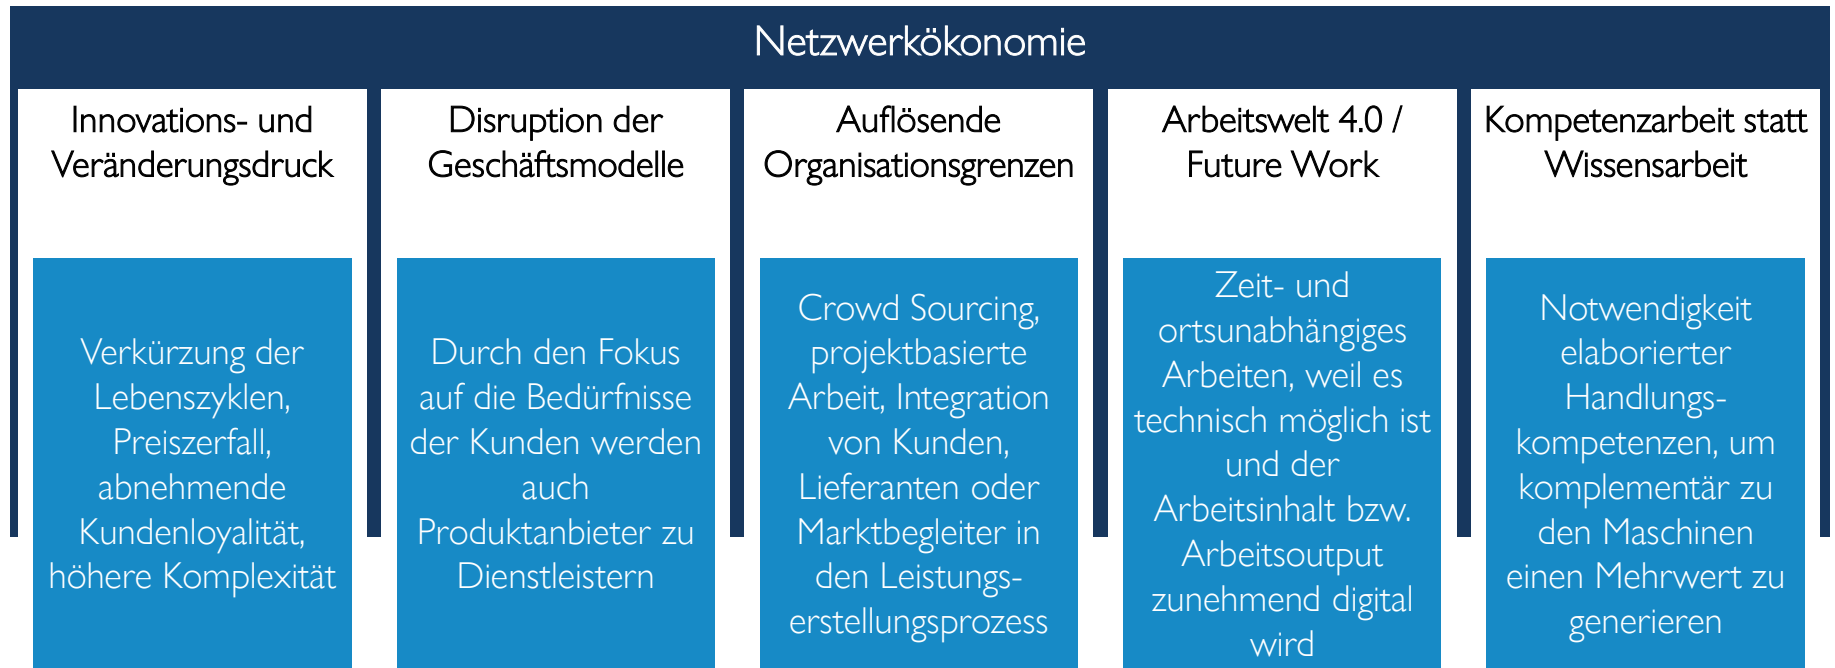 Netzwerkökonomie
Innovations- und
Veränderungsdruck
Verkürzung der
Lebenszyklen,
Preiszerfall,
abnehmende
Kundenloyalität,
höhere Komplexität
Disruption der
Geschäftsmodelle
Durch den Fokus
auf die Bedürfnisse
der Kunden werden
auch
Produktanbieter zu
Dienstleistern
Auflösende
Organisationsgrenzen
Crowd Sourcing,
projektbasierte
Arbeit, Integration
von Kunden,
Lieferanten oder
Marktbegleiter in
den Leistungs-
erstellungsprozess
Arbeitswelt 4.0 /
Future Work
Zeit- und
ortsunabhängiges
Arbeiten, weil es
technisch möglich ist
und der
Arbeitsinhalt bzw.
Arbeitsoutput
zunehmend digital
wird
Kompetenzarbeit statt
Wissensarbeit
Notwendigkeit
elaborierter
Handlungs-
kompetenzen, um
komplementär zu
den Maschinen
einen Mehrwert zu
generieren